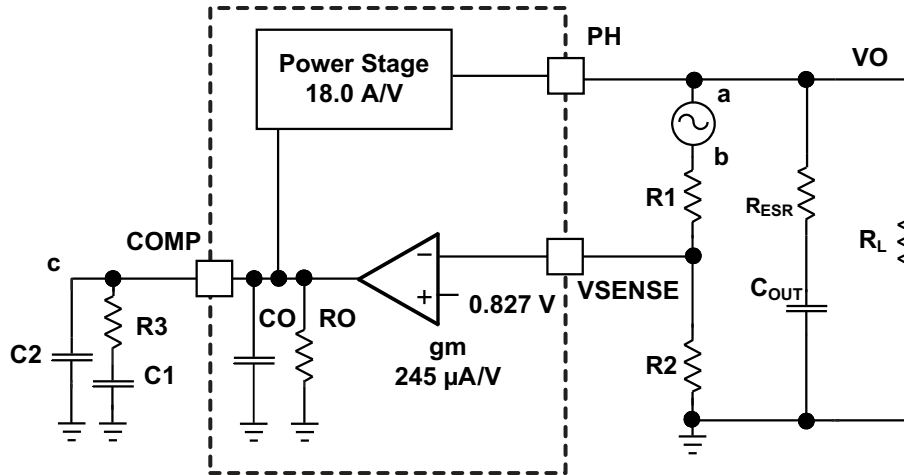 PH
VO
Power Stage
18.0 A/V
a
b
R1
RESR
RL
COMP
c
VSENSE
−
+
0.827 V
COUT
R3
CO
RO
C2
C1
gm
245 µA/V
R2